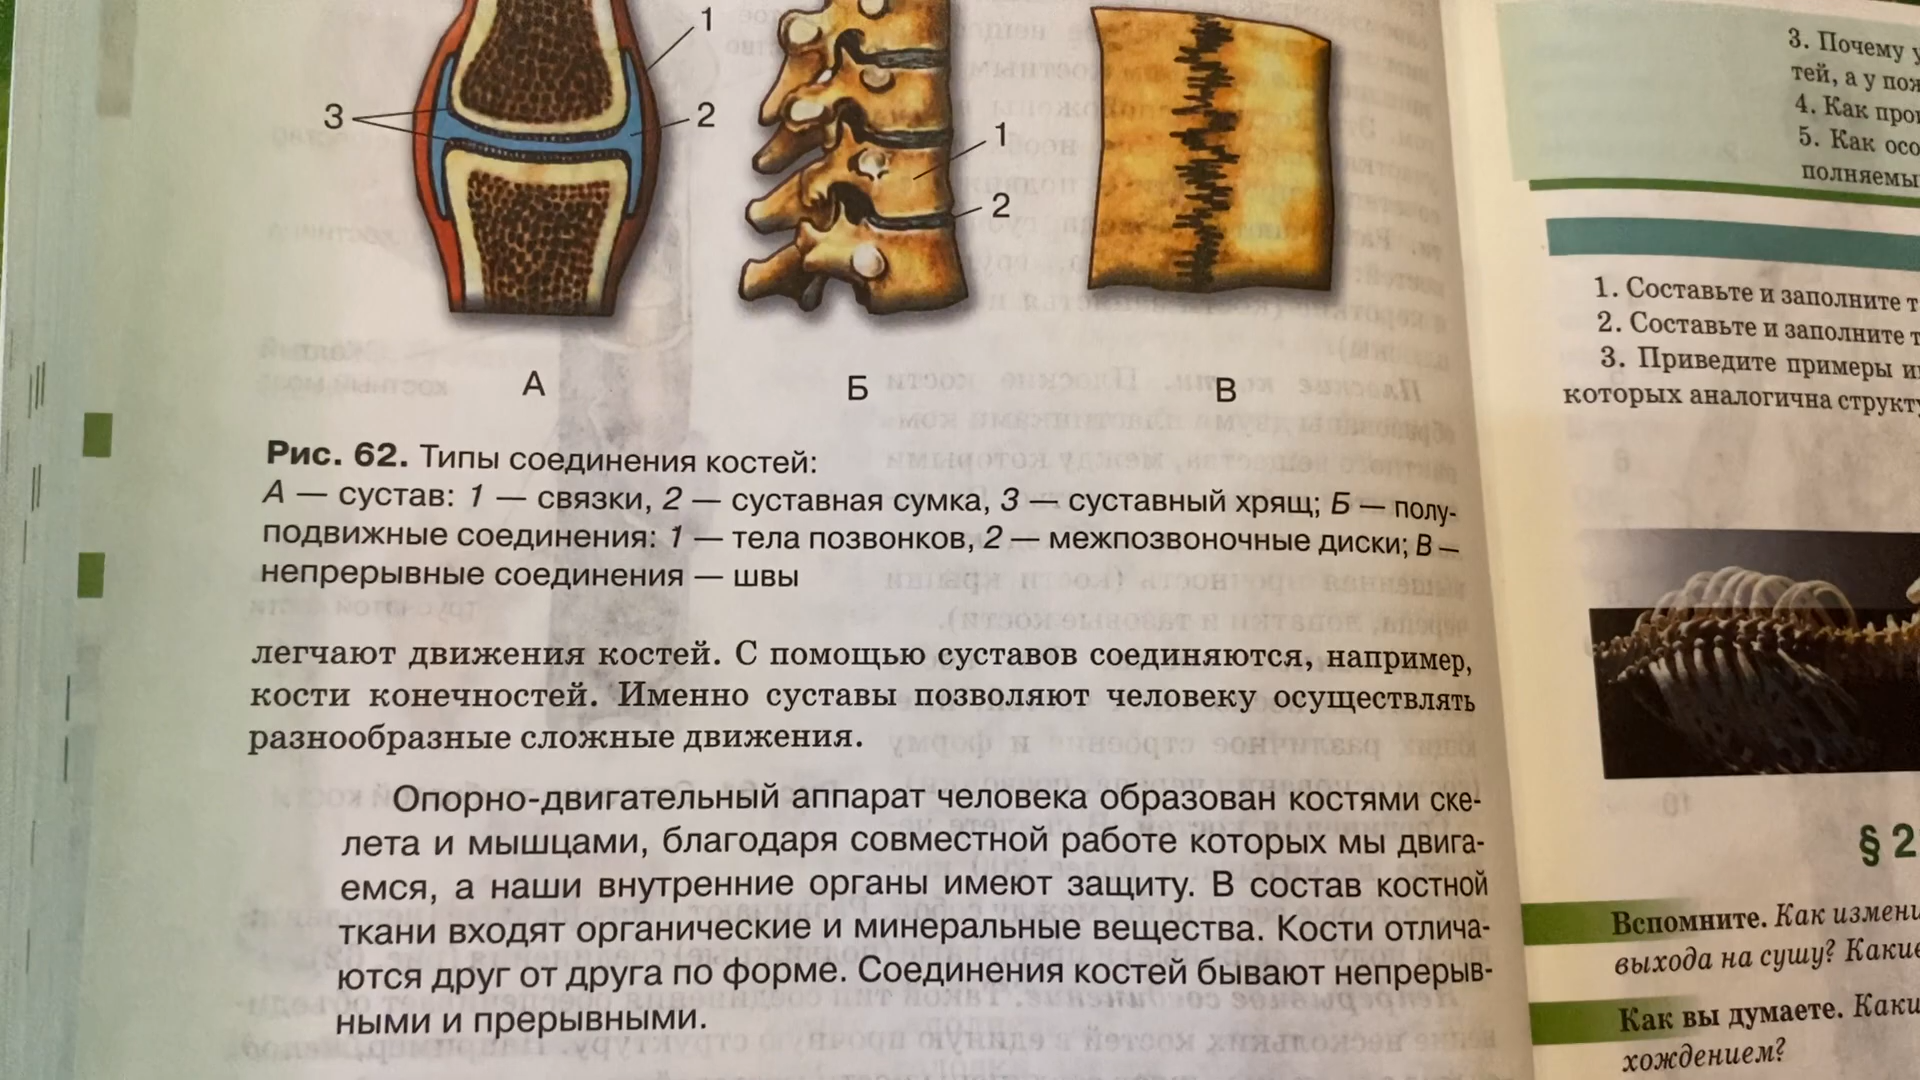 1
3
2
1
2
А
Б
В
Рис. 62. Типы соединения костей:
А — сустав: 1 — связки, 2 — суставная сумка, 3 — суставный хрящ; Б — полу-
подвижные соединения: 1 — тела позвонков, 2 — межпозвоночные диски; В —
непрерывные соединения — швы
легчают движения костей. С помощью суставов соединяются, например,
кости конечностей. Именно суставы позволяют человеку осуществлять
разнообразные сложные движения.
Опорно-двигательный аппарат человека образован костями ске-
лета и мышцами, благодаря совместной работе которых мы двига-
емся, а наши внутренние органы имеют защиту. В состав костной
ткани входят органические и минеральные вещества. Кости отлича-
ются друг от друга по форме. Соединения костей бывают непрерыв-
ными и прерывными.
3. Почему у
тей, а у
4. Как
5. Как
1. Составьте и заполните
2. Составьте и заполните
3. Приведите примеры
которых аналогична
§ 2
Вспомните. Как
выхода на сушу?
Как вы думаете.
хождением?